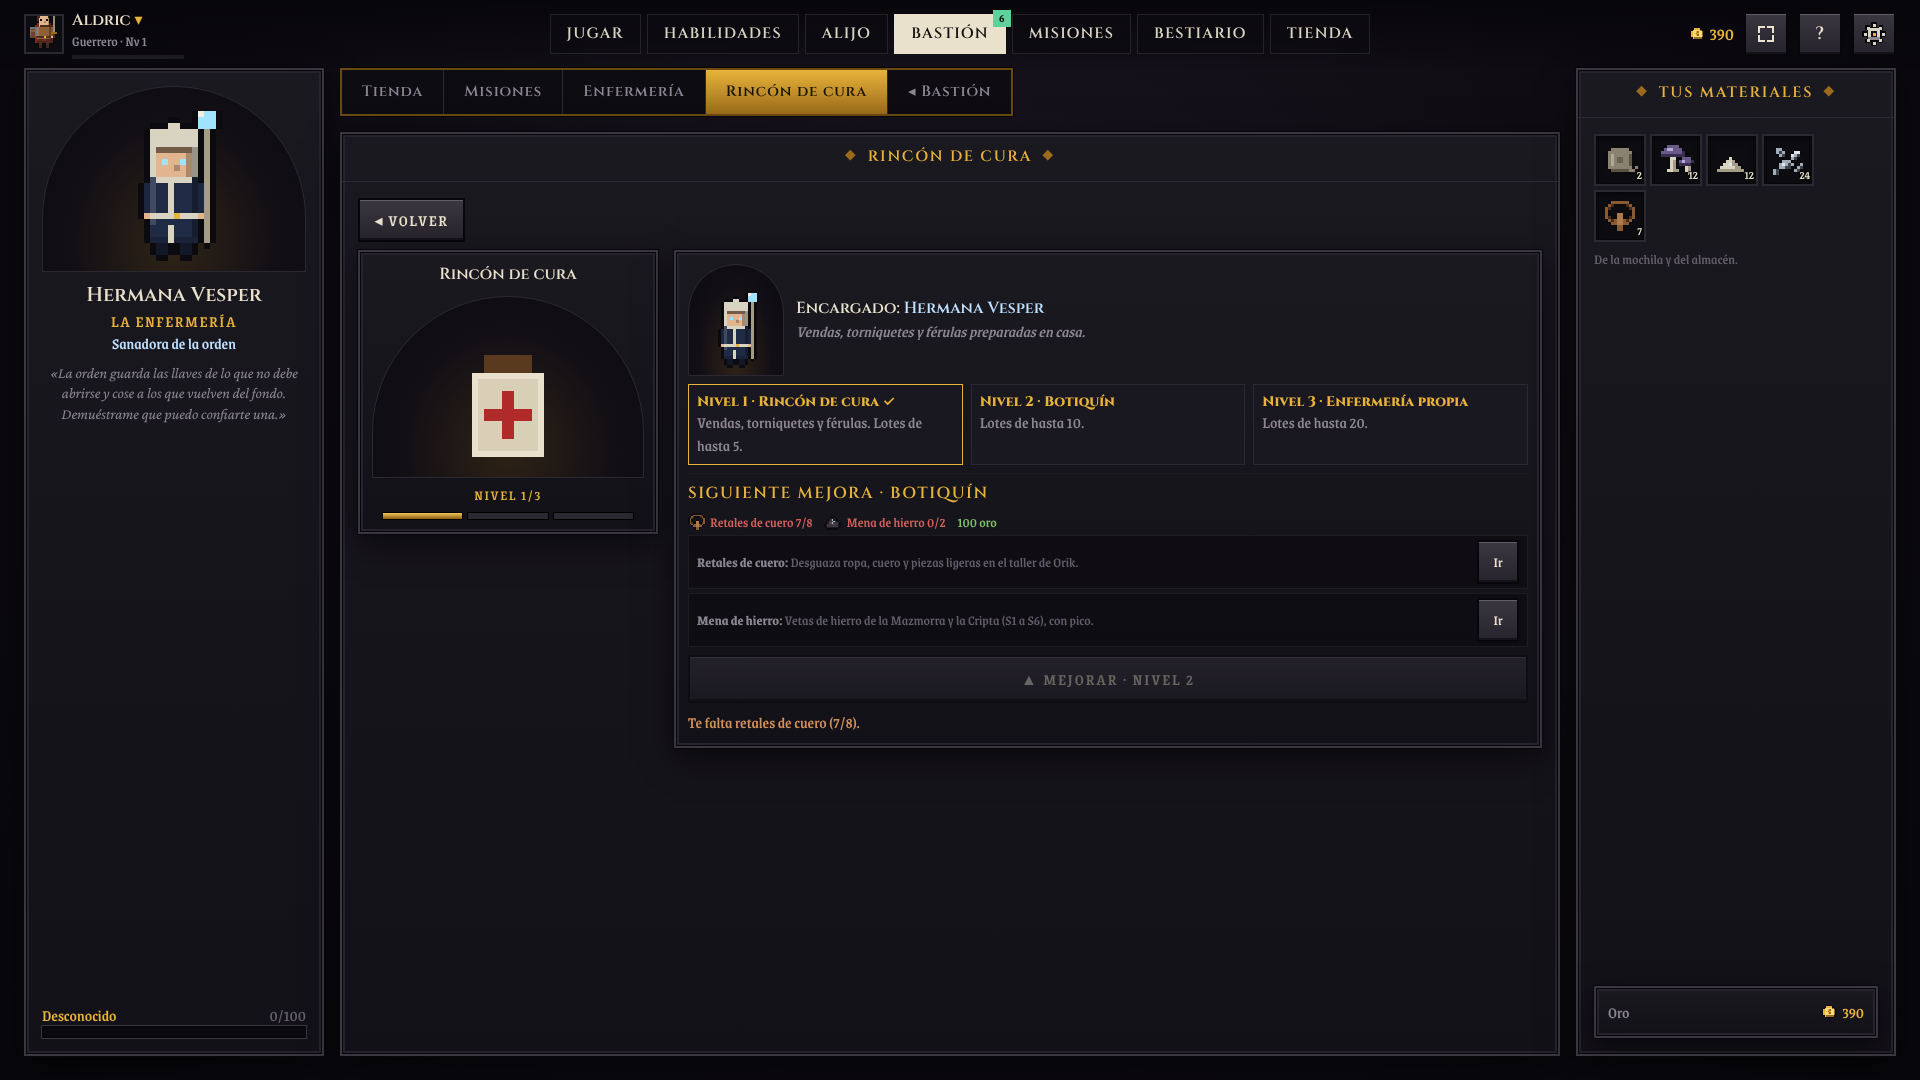 Aldric ▾
Guerrero · Nv 1
JUGAR
HABILIDADES
ALIJO
BASTIÓN
6
MISIONES
BESTIARIO
TIENDA
390
?
Hermana Vesper
LA ENFERMERÍA
Sanadora de la orden
«La orden guarda las llaves de lo que no debe
abrirse y cose a los que vuelven del fondo.
Demuéstrame que puedo confiarte una.»
Desconocido
0/100
Tienda
Misiones
Enfermería
Rincón de cura
◂ Bastión
◆ RINCÓN DE CURA ◆
◂ VOLVER
Rincón de cura
NIVEL 1/3
Encargado: Hermana Vesper
Vendas, torniquetes y férulas preparadas en casa.
Nivel 1 · Rincón de cura ✓
Vendas, torniquetes y férulas. Lotes de
hasta 5.
Nivel 2 · Botiquín
Lotes de hasta 10.
Nivel 3 · Enfermería propia
Lotes de hasta 20.
SIGUIENTE MEJORA · BOTIQUÍN
Retales de cuero 7/8
Mena de hierro 0/2
100 oro
Retales de cuero: Desguaza ropa, cuero y piezas ligeras en el taller de Orik.
Ir
Mena de hierro: Vetas de hierro de la Mazmorra y la Cripta (S1 a S6), con pico.
Ir
▲ MEJORAR · NIVEL 2
Te falta retales de cuero (7/8).
◆ TUS MATERIALES ◆
2
12
12
24
7
De la mochila y del almacén.
Oro
390